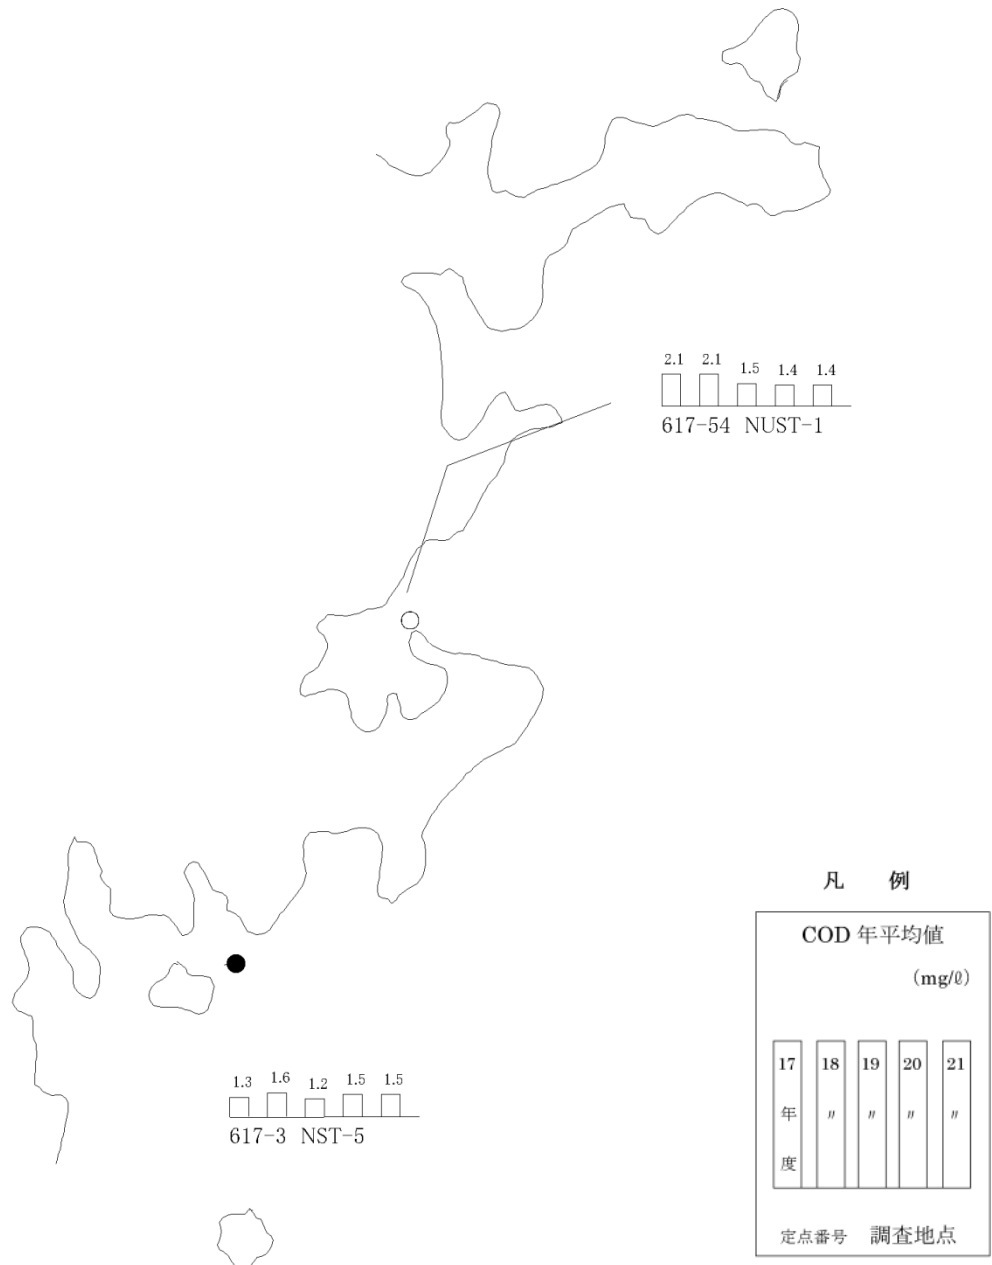 2.1 2.1 1.5 1.4 1.4
617-54 NUST-1
凡 例
COD 年平均値
(mg/ℓ)
17 18 19 20 21
年 〃 〃 〃 〃
度
定点番号 調査地点
1.3 1.6 1.2 1.5 1.5
617-3 NST-5